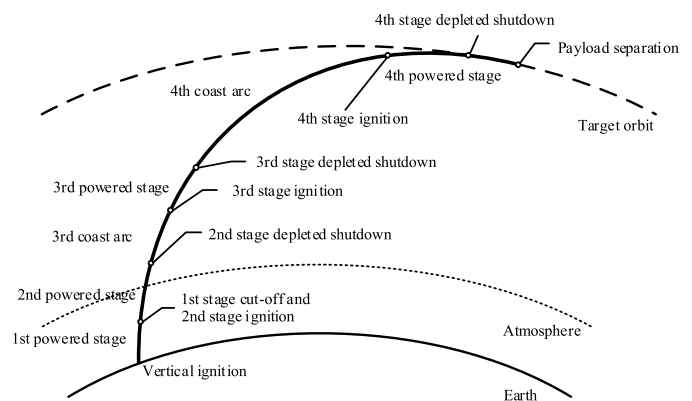 4th stage depleted shutdown
Payload separation
4th powered stage
4th coast arc
4th stage ignition
Target orbit
3rd stage depleted shutdown
3rd powered stage
3rd stage ignition
3rd coast arc
2nd stage depleted shutdown
2nd powered stage
1st stage cut-off and
2nd stage ignition
Atmosphere
1st powered stage
Vertical ignition
Earth